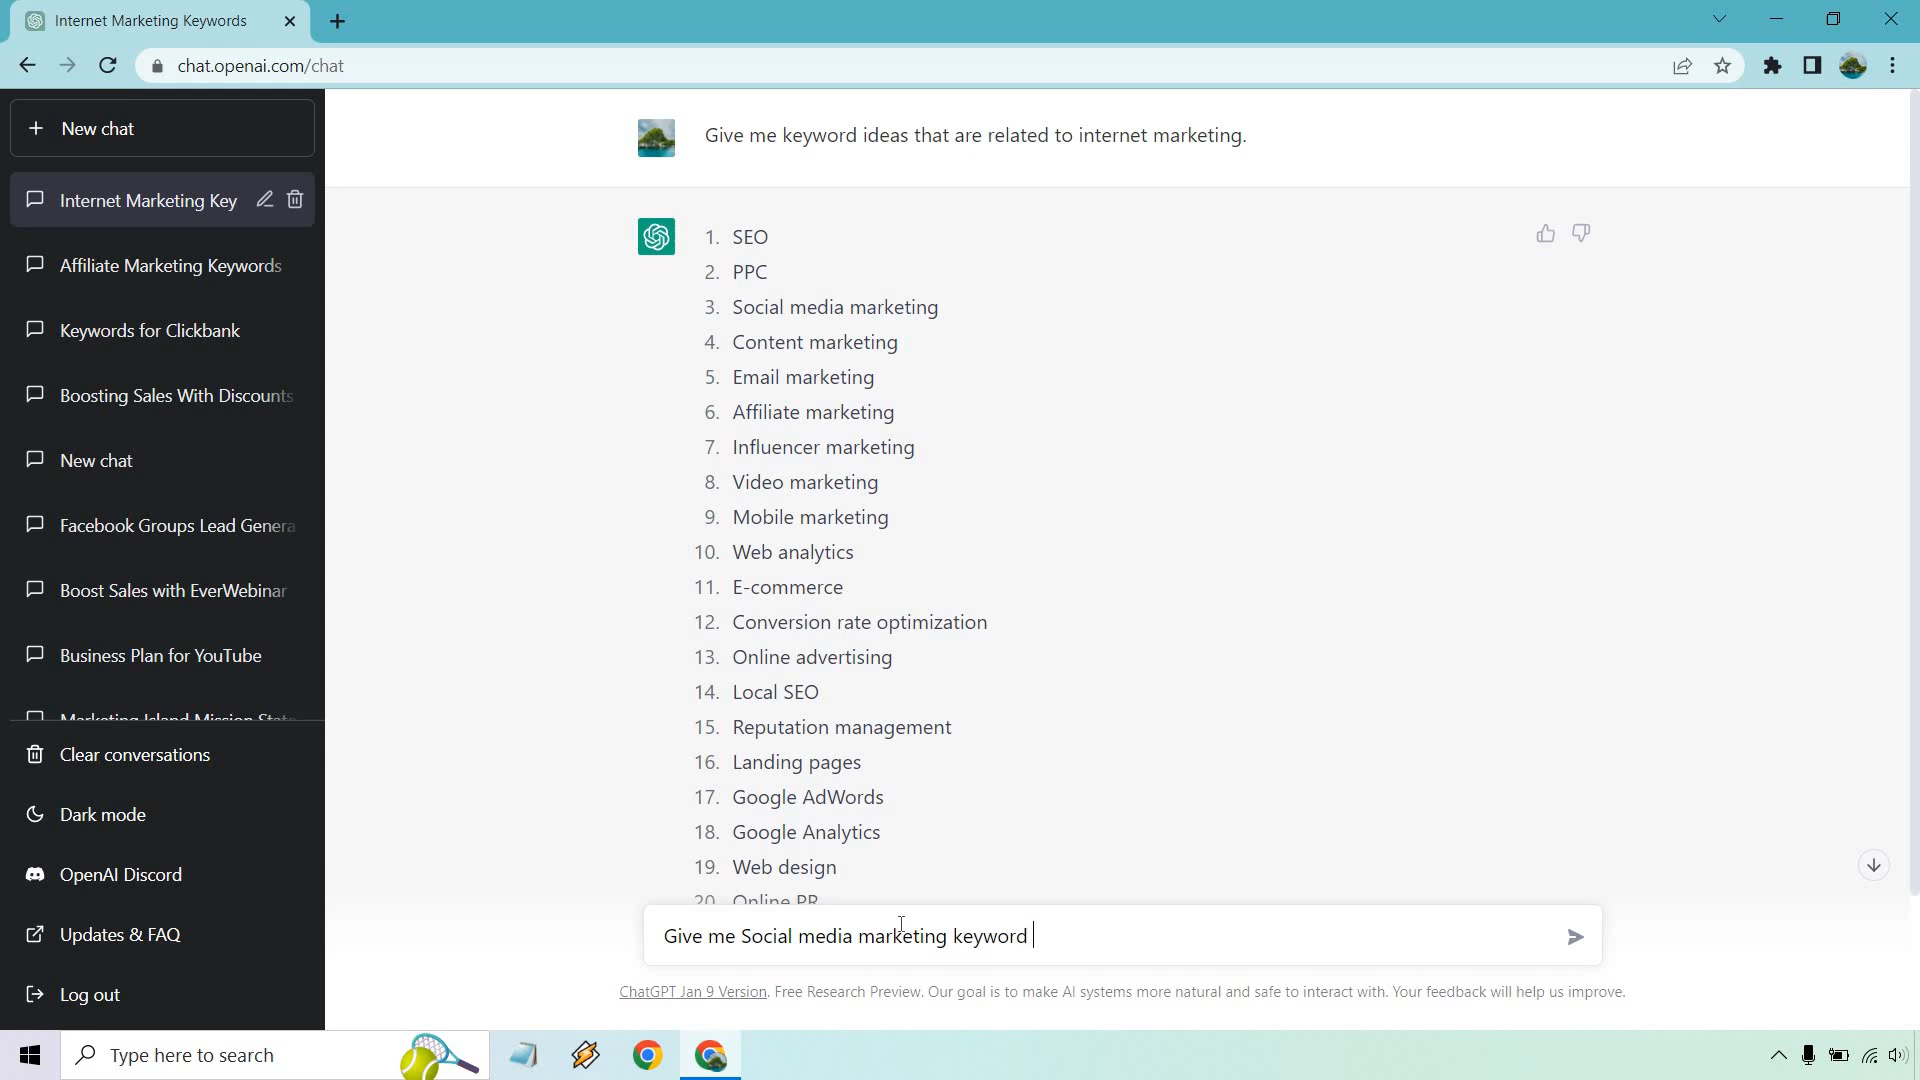 Internet Marketing Keywords
chat.openai.com/chat
New chat
Internet Marketing Key
Affiliate Marketing Keywords
Keywords for Clickbank
Boosting Sales With Discounts
New chat
Facebook Groups Lead Genera
Boost Sales with EverWebinar
Business Plan for YouTube
Marketing Island Mission State
Clear conversations
Dark mode
OpenAI Discord
Updates & FAQ
Log out
Give me keyword ideas that are related to internet marketing.
1. SEO
2. PPC
3. Social media marketing
4. Content marketing
5. Email marketing
6. Affiliate marketing
7. Influencer marketing
8. Video marketing
9. Mobile marketing
10. Web analytics
11. E-commerce
12. Conversion rate optimization
13. Online advertising
14. Local SEO
15. Reputation management
16. Landing pages
17. Google AdWords
18. Google Analytics
19. Web design
20. Online PR
Give me Social media marketing keyword
ChatGPT Jan 9 Version. Free Research Preview. Our goal is to make AI systems more natural and safe to interact with. Your feedback will help us improve.
Type here to search